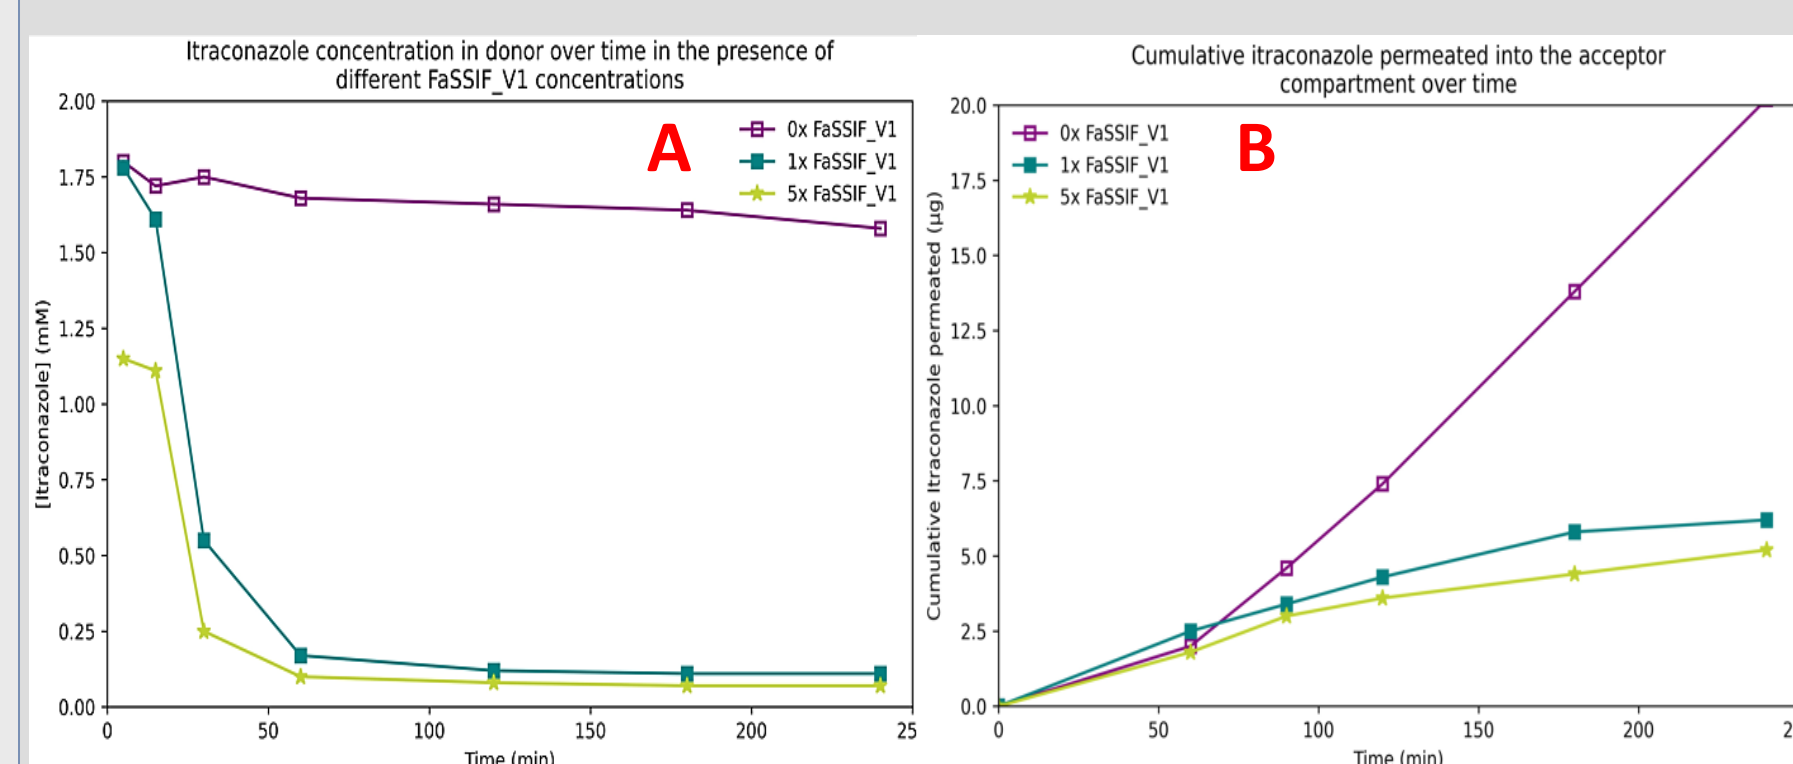 Itraconazole concentration in donor over time in the presence of
different FaSSIF_V1 concentrations
2.00
1.75
1.50
1.25
1.00
0.75
0.50
0.25
0.00
[Itraconazole] (mM)
A
0x FaSSIF_V1
1x FaSSIF_V1
5x FaSSIF_V1
0
50
100
150
200
25
Time (min)
Cumulative itraconazole permeated into the acceptor
compartment over time
20.0
17.5
15.0
12.5
10.0
7.5
5.0
2.5
0.0
Cumulative Itraconazole permeated (µg)
0x FaSSIF_V1
1x FaSSIF_V1
5x FaSSIF_V1
B
0
50
100
150
200
2
Time (min)